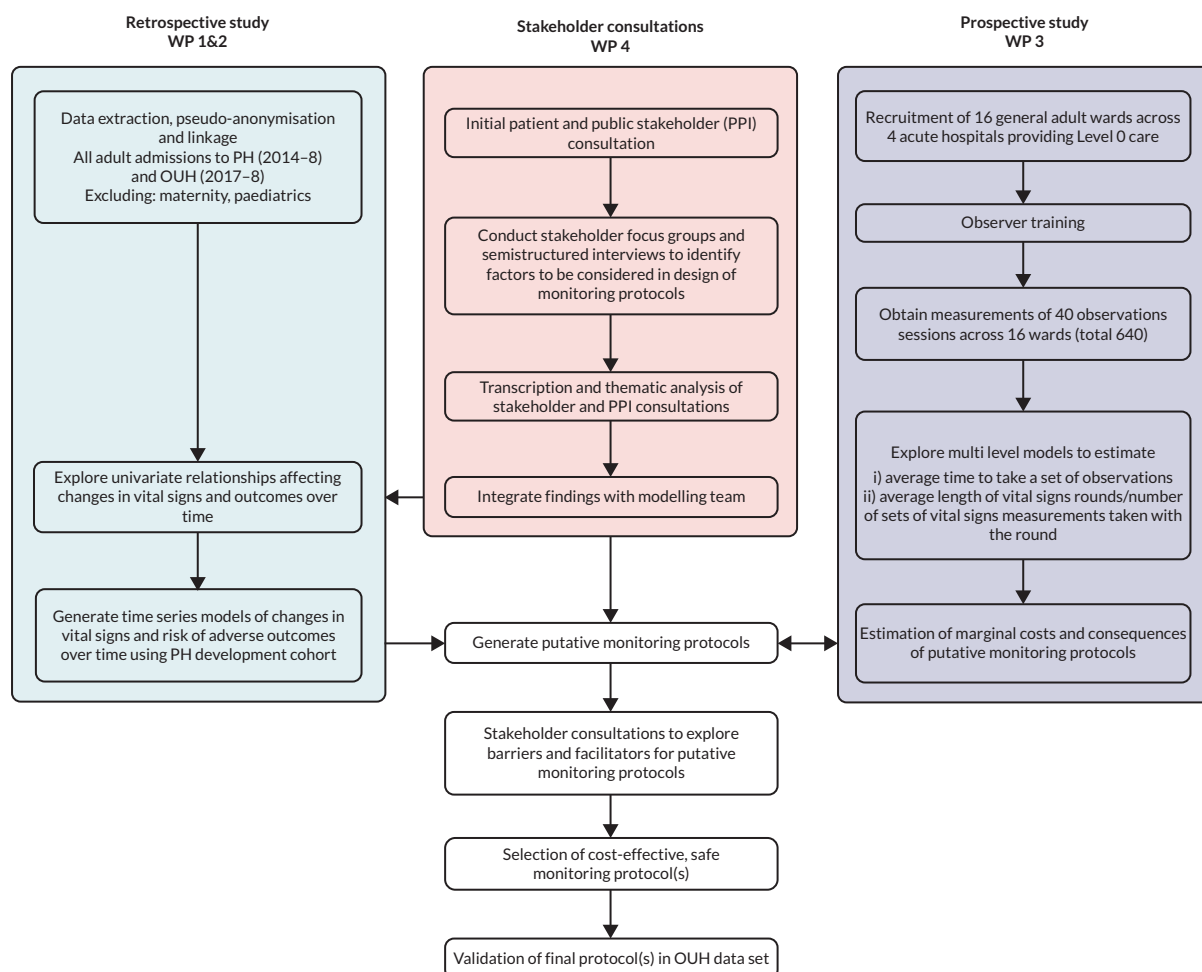 Retrospective study
WP 1&2
Data extraction, pseudo-anonymisation
and linkage
All adult admissions to PH (2014–8)
and OUH (2017–8)
Excluding: maternity, paediatrics
Explore univariate relationships affecting
changes in vital signs and outcomes over
time
Generate time series models of changes in
vital signs and risk of adverse outcomes
over time using PH development cohort
Stakeholder consultations
WP 4
Initial patient and public stakeholder (PPI)
consultation
Conduct stakeholder focus groups and
semistructured interviews to identify
factors to be considered in design of
monitoring protocols
Transcription and thematic analysis of
stakeholder and PPI consultations
Integrate findings with modelling team
Generate putative monitoring protocols
Stakeholder consultations to explore
barriers and facilitators for putative
monitoring protocols
Selection of cost-effective, safe
monitoring protocol(s)
Validation of final protocol(s) in OUH data set
Prospective study
WP 3
Recruitment of 16 general adult wards across
4 acute hospitals providing Level 0 care
Observer training
Obtain measurements of 40 observations
sessions across 16 wards (total 640)
Explore multi level models to estimate
i) average time to take a set of observations
ii) average length of vital signs rounds/number
of sets of vital signs measurements taken with
the round
Estimation of marginal costs and consequences
of putative monitoring protocols